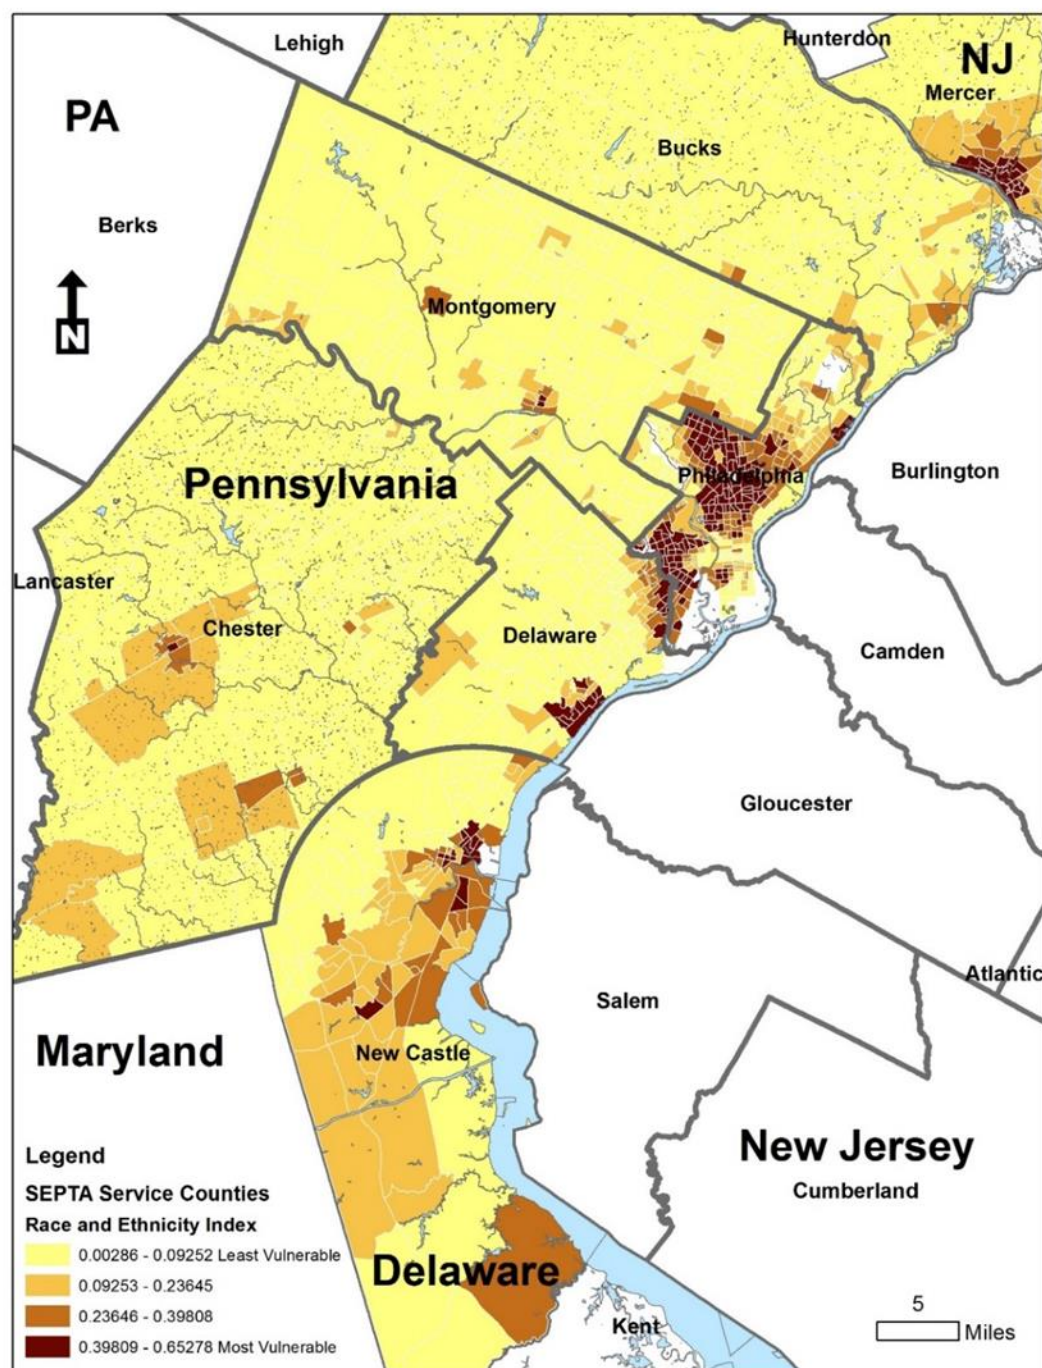 Lehigh
Hunterdon
NJ
Mercer
PA
Bucks
Berks
N
Montgomery
Pennsylvania
Philadelphia
Burlington
Lancaster
Chester
Delaware
Camden
Gloucester
Atlantic
Salem
Maryland
New Castle
New Jersey
Cumberland
Legend
SEPTA Service Counties
Race and Ethnicity Index
0.00286 - 0.09252 Least Vulnerable
0.09253 - 0.23645
0.23646 - 0.39808
0.39809 - 0.65278 Most Vulnerable
Delaware
Kent
5
Miles